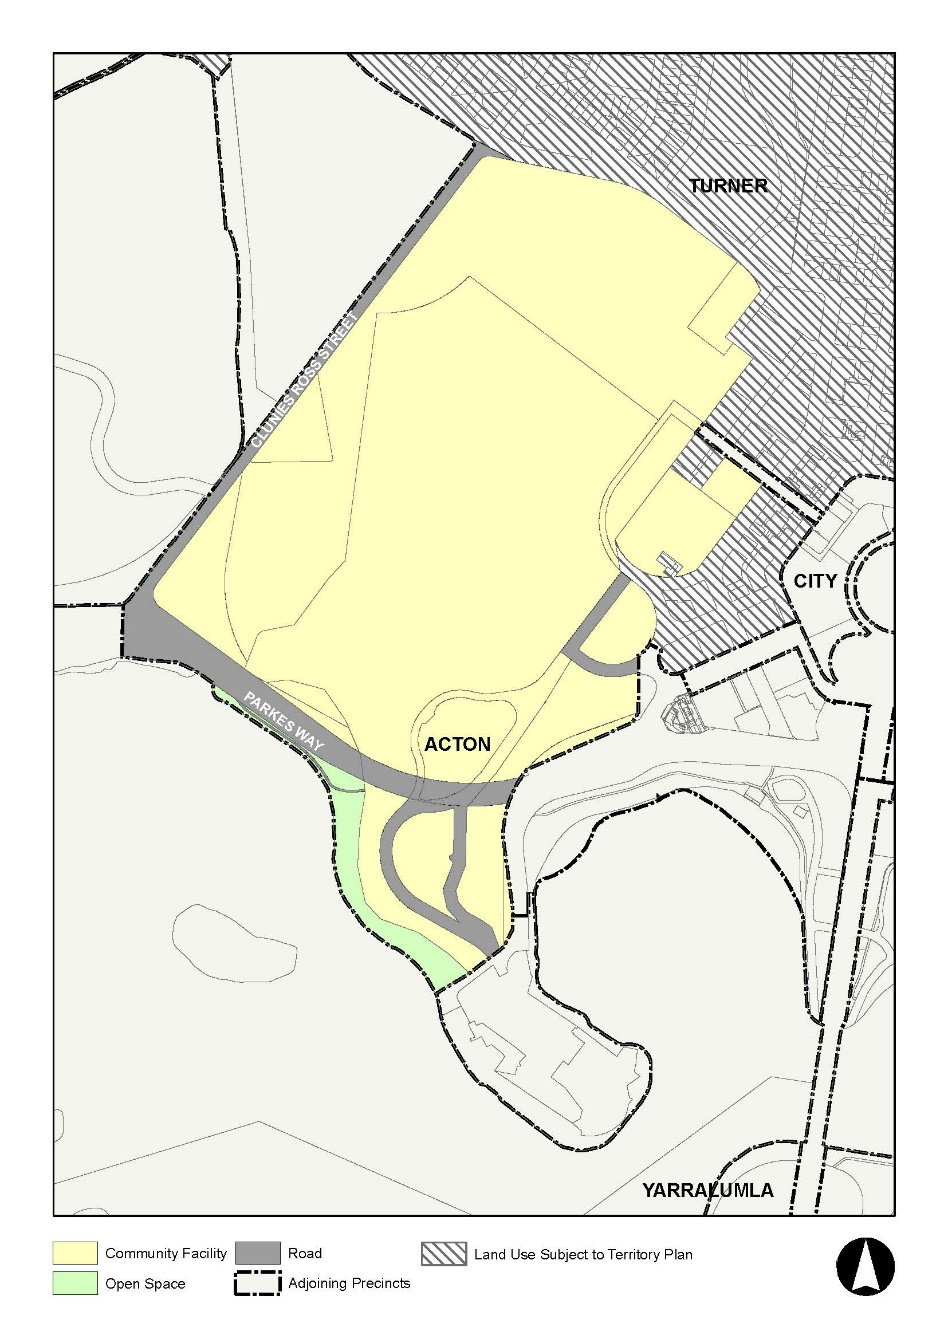 TURNER
CLUNIES ROSS STREET
CITY
PARKES WAY
ACTON
YARRALUMLA
Community Facility
Road
Land Use Subject to Territory Plan
Open Space
Adjoining Precincts